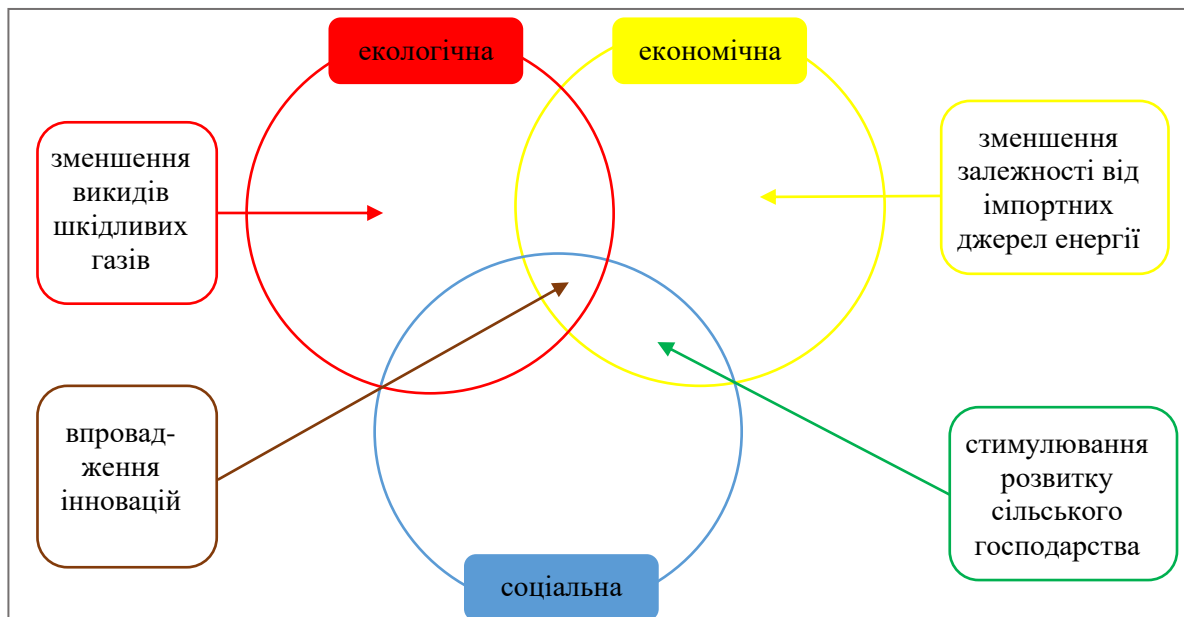 екологічна
економічна
зменшення
викидів
шкідливих
газів
зменшення
залежності від
імпортних
джерел енергії
впровад-
ження
інновацій
стимулювання
розвитку
сільського
господарства
соціальна